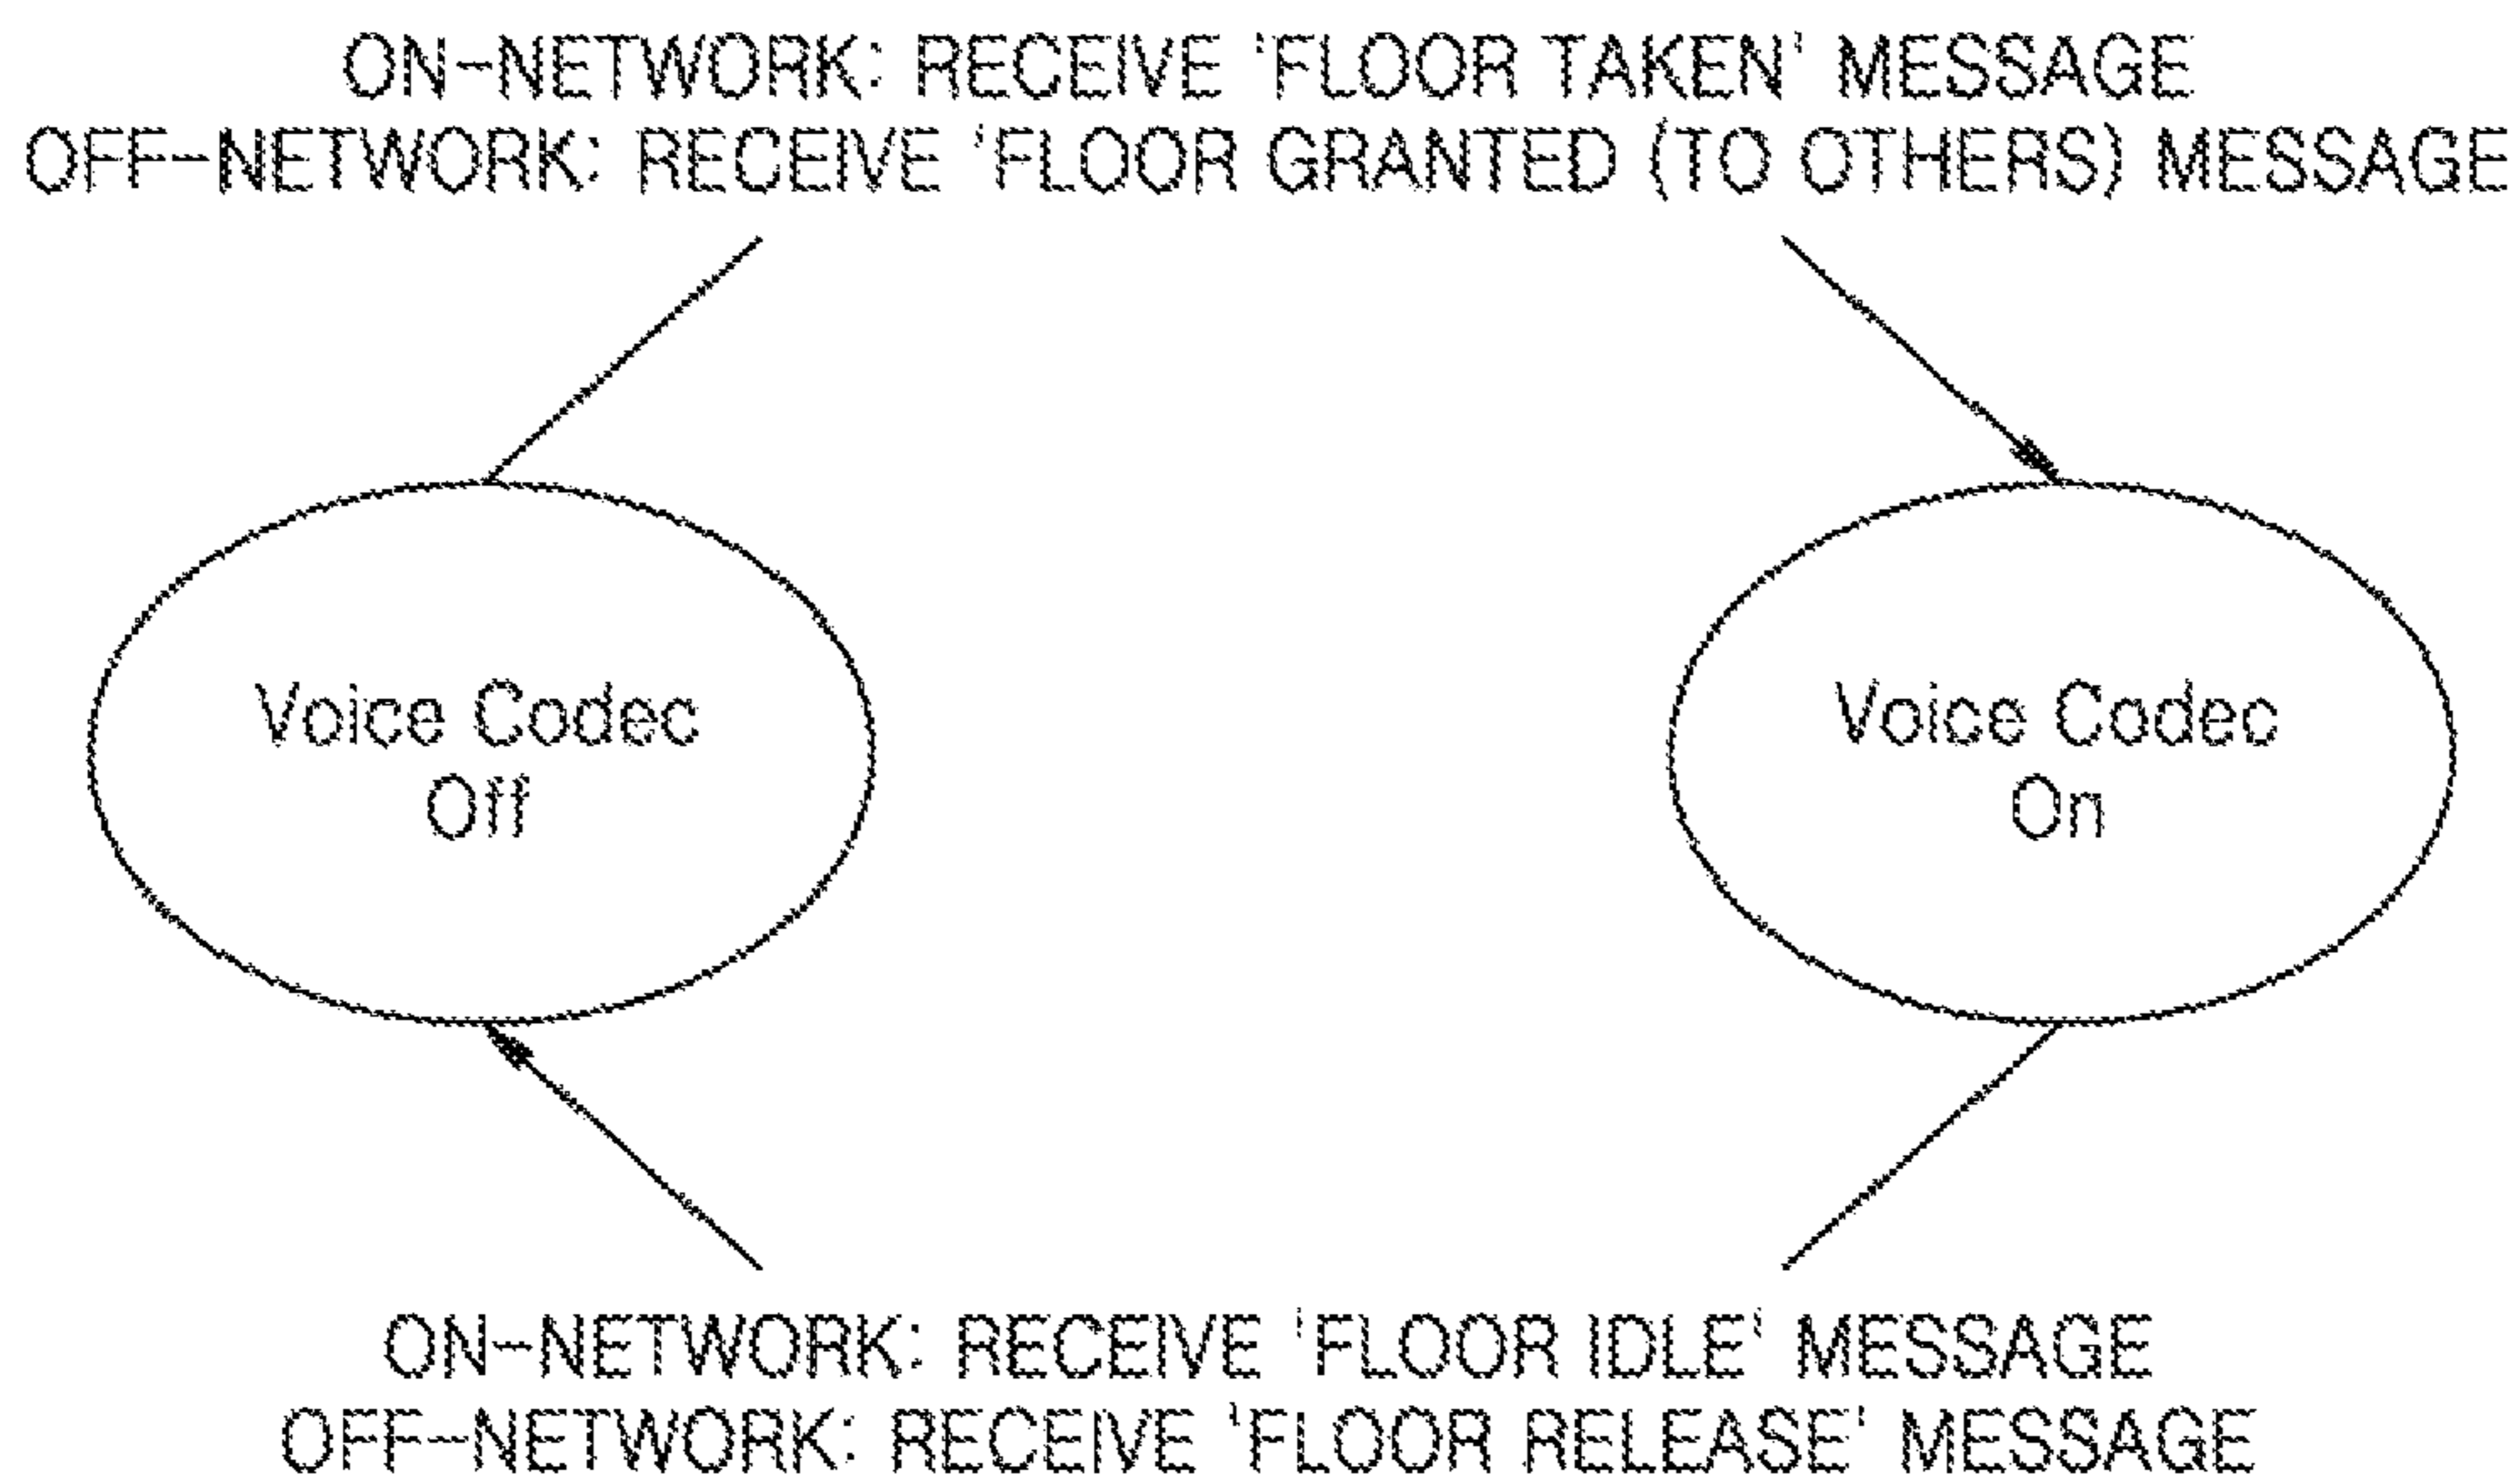 ON-NETWORK: RECEIVE 'FLOOR TAKEN' MESSAGE
OFF-NETWORK: RECEIVE 'FLOOR GRANTED (TO OTHERS) MESSAGE
Voice Codec
Off
Voice Codec
On
ON-NETWORK: RECEIVE 'FLOOR IDLE' MESSAGE
OFF-NETWORK: RECEIVE 'FLOOR RELEASE' MESSAGE